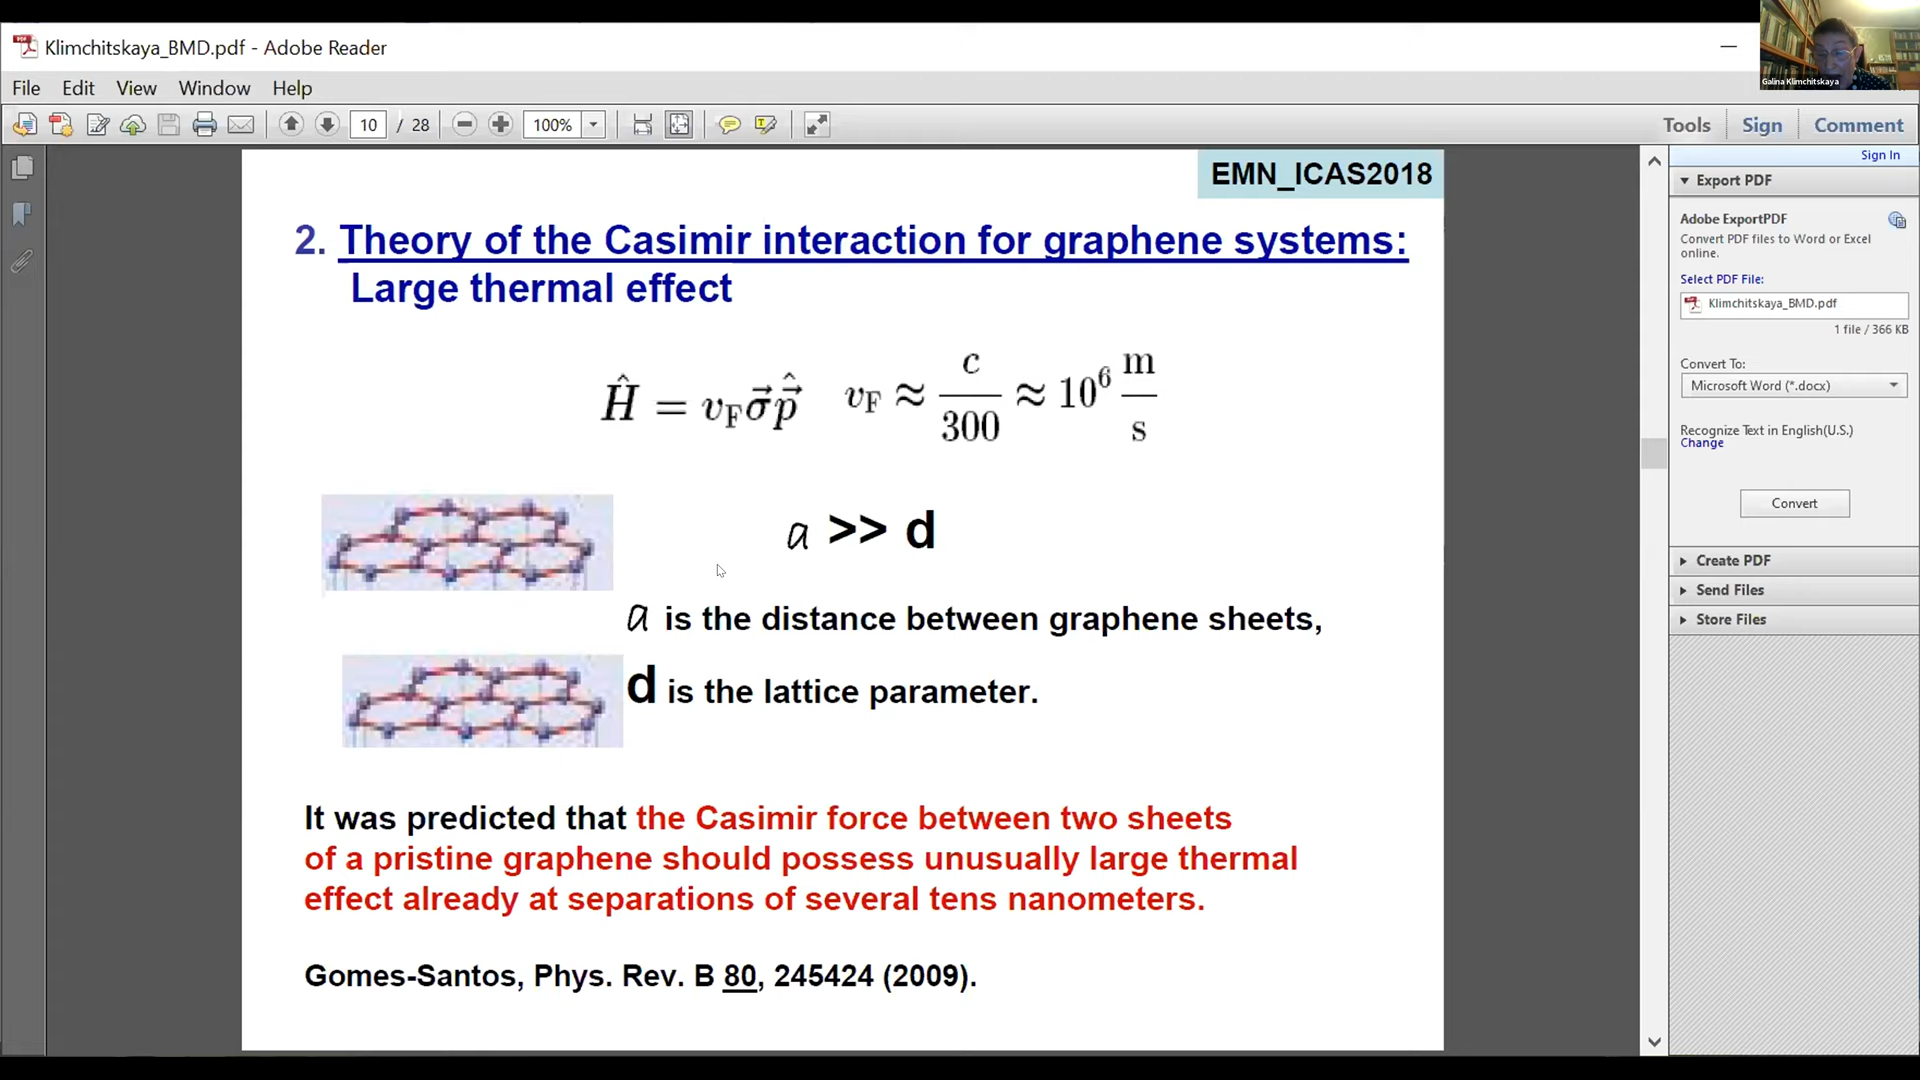 Klimchitskaya_BMD.pdf - Adobe Reader
Galina Klimchitskaya
File Edit View Window Help
10 / 28 100% Tools Sign Comment
Sign In
EMN_ICAS2018
2. Theory of the Casimir interaction for graphene systems:
Large thermal effect
Ĥ = v_F σ⃗ p⃗̂ v_F ≈ c/300 ≈ 10⁶ m/s
a >> d
a is the distance between graphene sheets,
d is the lattice parameter.
It was predicted that the Casimir force between two sheets
of a pristine graphene should possess unusually large thermal
effect already at separations of several tens nanometers.
Gomes-Santos, Phys. Rev. B 80, 245424 (2009).
Export PDF
Adobe ExportPDF
Convert PDF files to Word or Excel
online.
Select PDF File:
Klimchitskaya_BMD.pdf
1 file / 366 KB
Convert To:
Microsoft Word (*.docx)
Recognize Text in English(U.S.)
Change
Convert
Create PDF
Send Files
Store Files